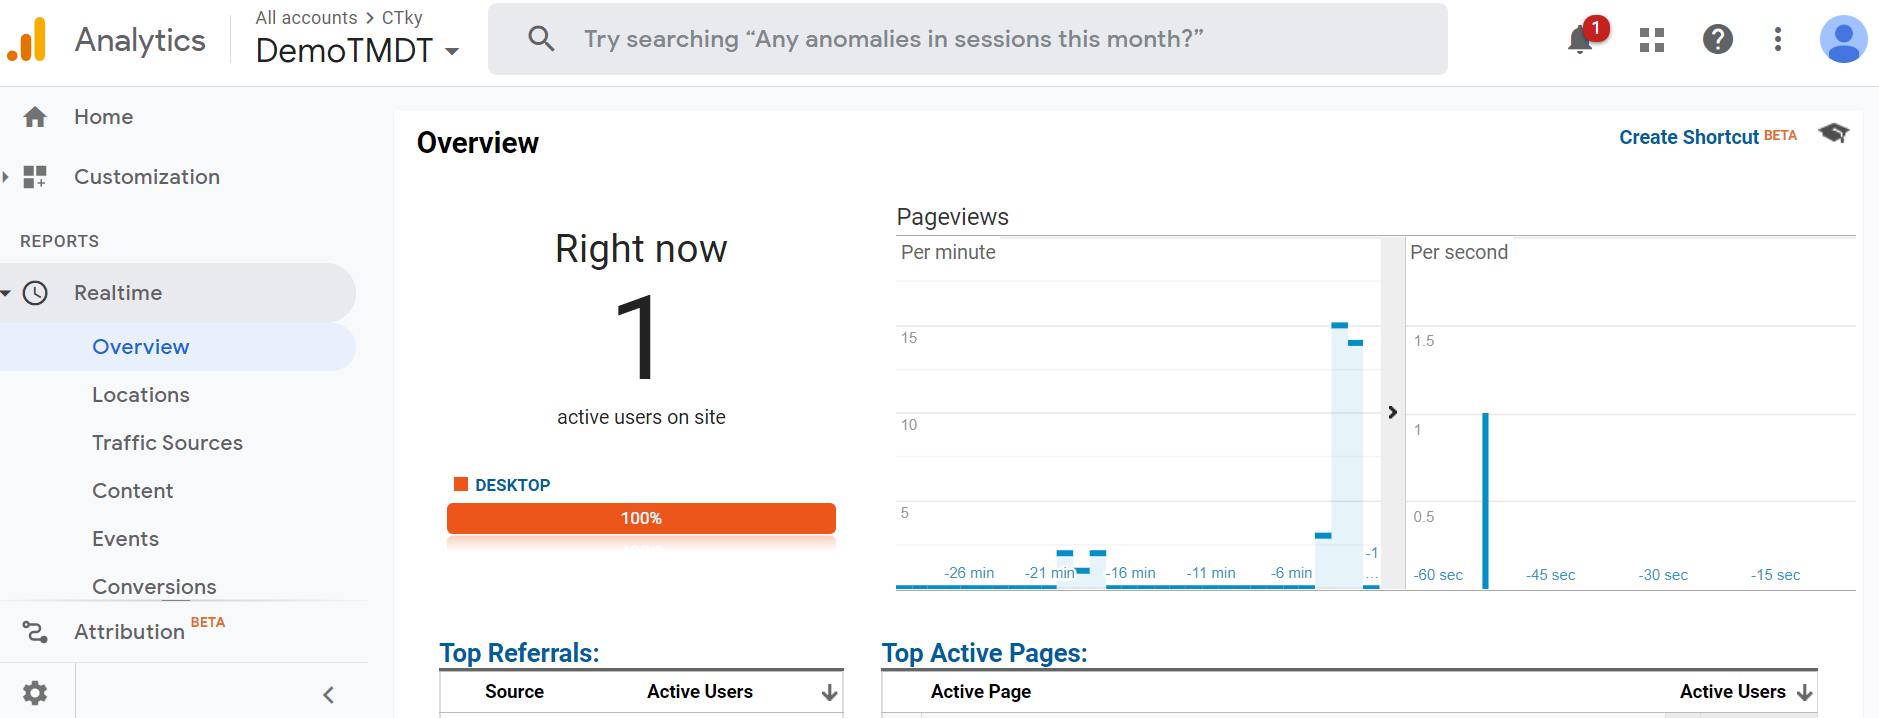 Analytics
All accounts > CTky
DemoTMDT
Try searching “Any anomalies in sessions this month?”
1
Home
Customization
REPORTS
Realtime
Overview
Locations
Traffic Sources
Content
Events
Conversions
Attribution BETA
Overview
Create Shortcut BETA
Right now
1
active users on site
DESKTOP
100%
Pageviews
Per minute
15
10
5
-26 min
-21 min
-16 min
-11 min
-6 min
-1
...
Per second
1.5
1
0.5
-60 sec
-45 sec
-30 sec
-15 sec
Top Referrals:
Source Active Users
Top Active Pages:
Active Page Active Users